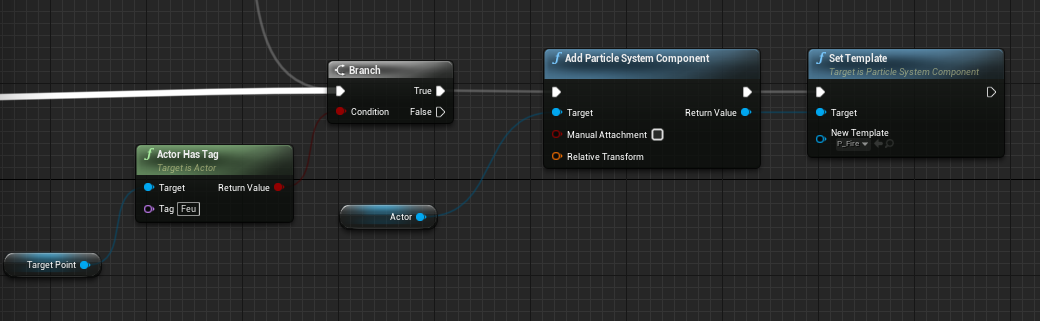 Branch
True
Condition
False
Actor Has Tag
Target is Actor
Target
Return Value
Tag
Feu
Target Point
Actor
Add Particle System Component
Target
Return Value
Manual Attachment
Relative Transform
Set Template
Target is Particle System Component
Target
New Template
P_Fire